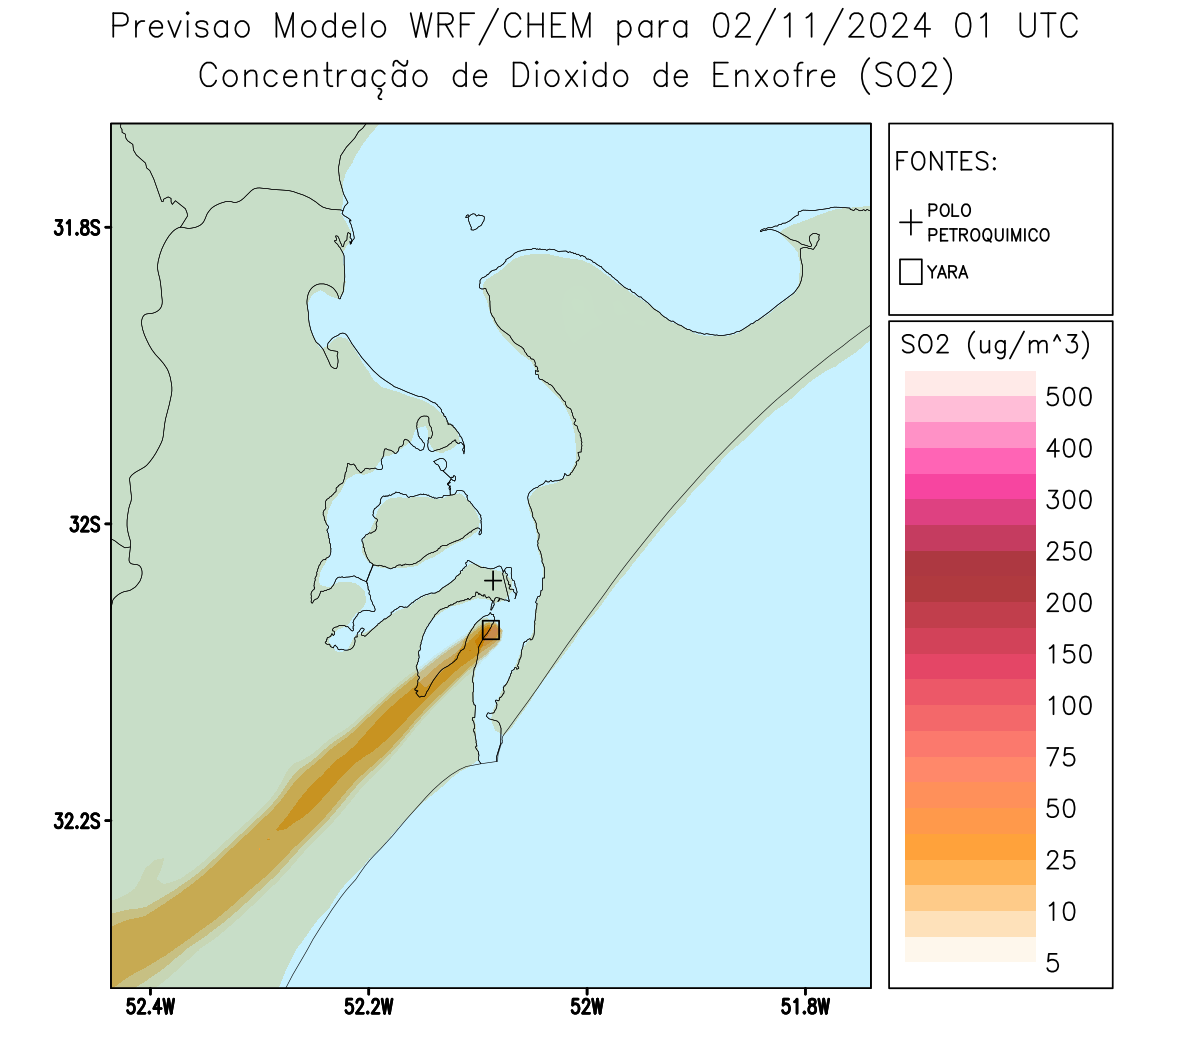 Previsao Modelo WRF/CHEM para 02/11/2024 01 UTC
Concentração de Dioxido de Enxofre (SO2)
FONTES:
POLO
PETROQUIMICO
YARA
SO2 (ug/m^3)
500
400
300
250
200
150
100
75
50
25
10
5
31.8S
32S
32.2S
52.4W
52.2W
52W
51.8W